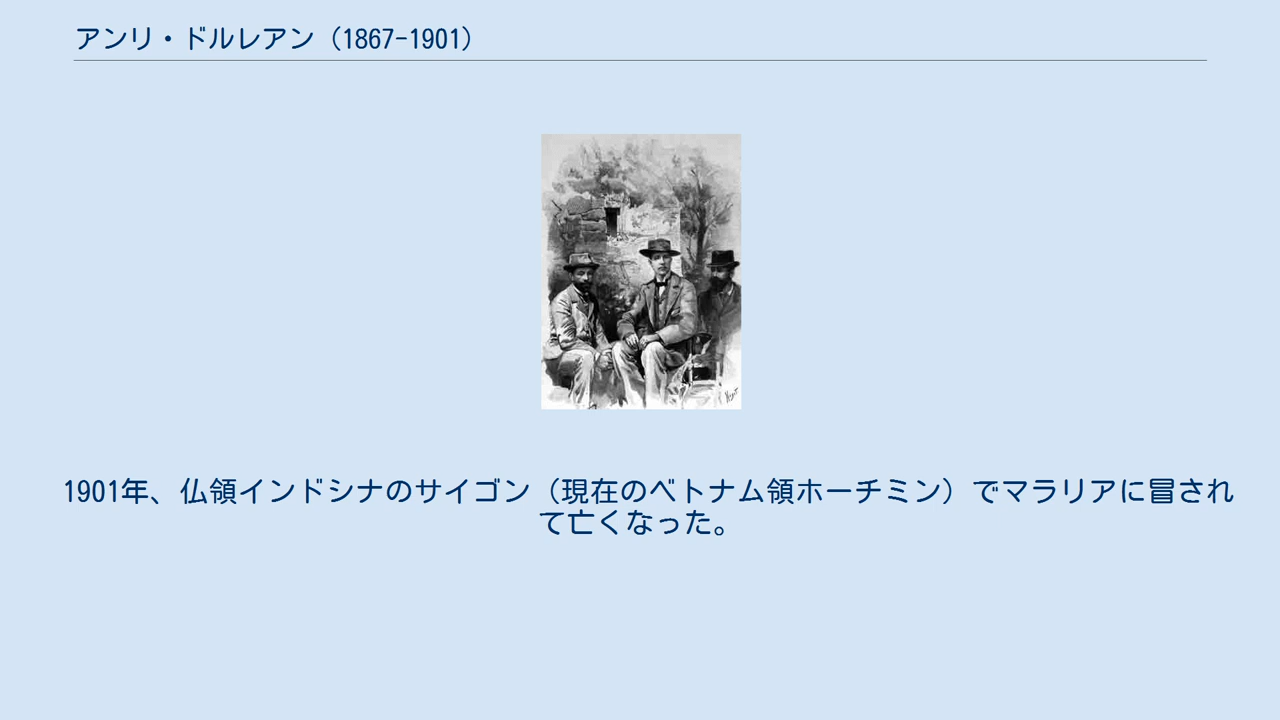 アンリ・ドルレアン（1867-1901）
1901年、仏領インドシナのサイゴン（現在のベトナム領ホーチミン）でマラリアに冒され
て亡くなった。